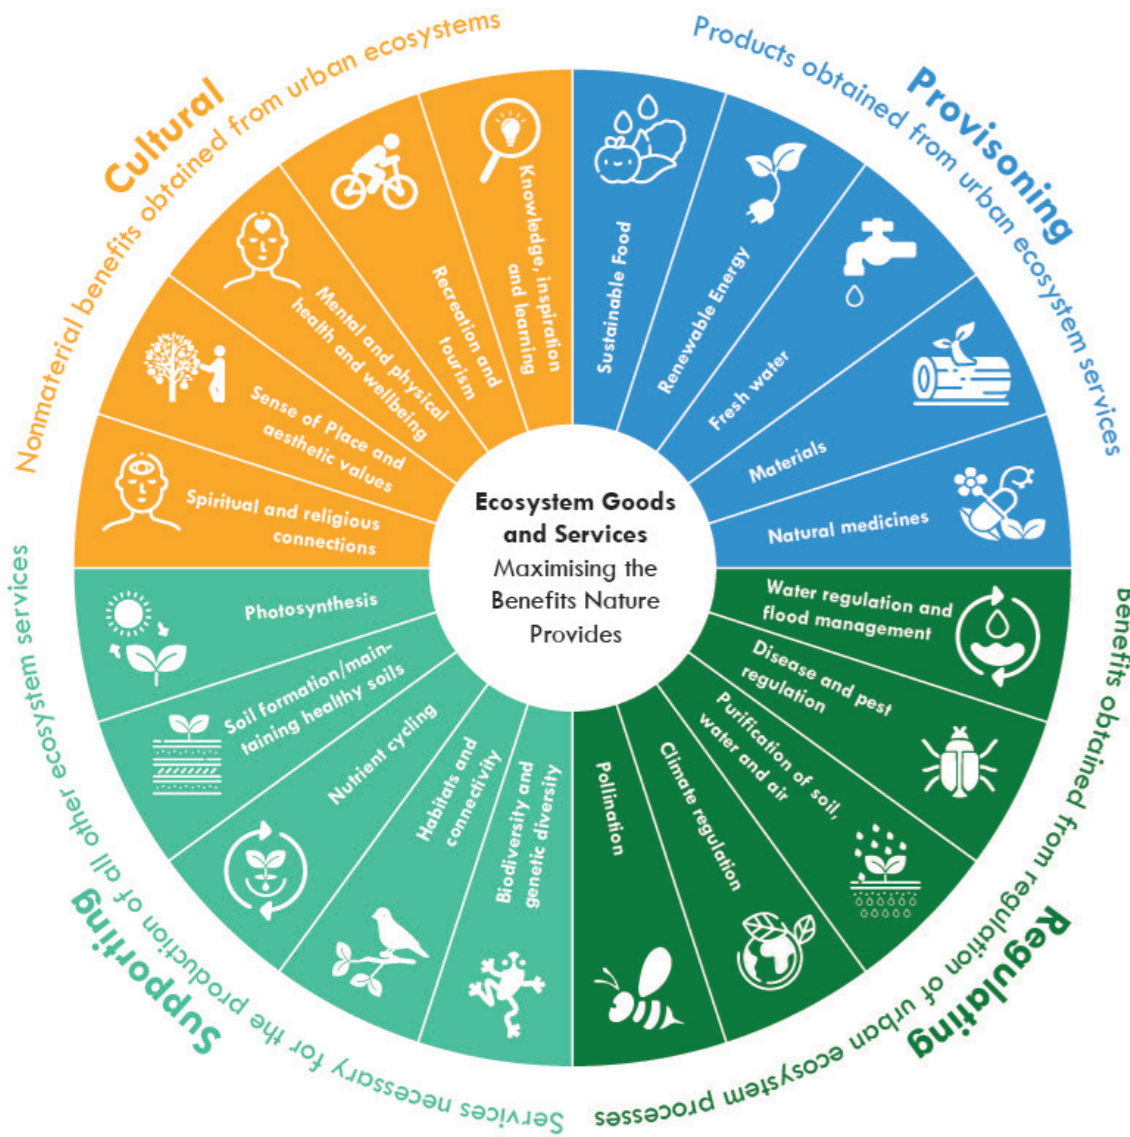 Cultural
Nonmaterial benefits obtained from urban ecosystems
Provisoning
Products obtained from urban ecosystem services
Ecosystem Goods
and Services
Maximising the
Benefits Nature
Provides
Sustainable Food
Renewable Energy
Fresh water
Materials
Natural medicines
Water regulation and
flood management
Disease and pest
regulation
Purification of soil,
water and air
Climate regulation
Pollination
Biodiversity and
genetic diversity
Habitats and
connectivity
Nutrient cycling
Soil formation/main-
taining healthy soils
Photosynthesis
Spiritual and religious
connections
Sense of Place and
aesthetic values
Mental and physical
health and wellbeing
Recreation and
tourism
Knowledge, inspiration
and learning
Regulating
Benefits obtained from regulation of urban ecosystem processes
Supporting
Services necessary for the production of all other ecosystem services